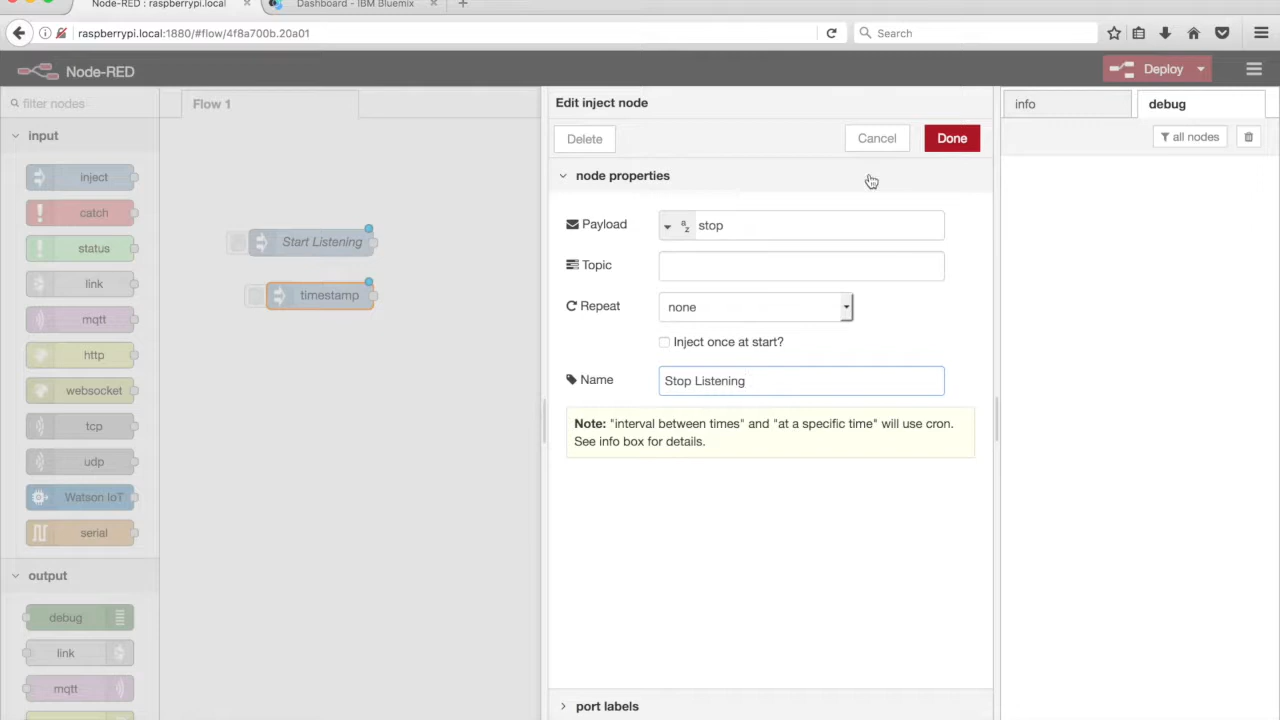 Node-RED : raspberrypi.local
Dashboard - IBM Bluemix
raspberrypi.local:1880/#flow/4f8a700b.20a01
Search
Node-RED
Deploy
filter nodes
Flow 1
Edit inject node
info
debug
input
Delete
Cancel
Done
all nodes
inject
node properties
catch
Payload
stop
Start Listening
status
Topic
link
timestamp
Repeat
none
mqtt
Inject once at start?
http
Name
Stop Listening
websocket
tcp
Note: "interval between times" and "at a specific time" will use cron.
See info box for details.
udp
Watson IoT
serial
output
debug
link
mqtt
port labels